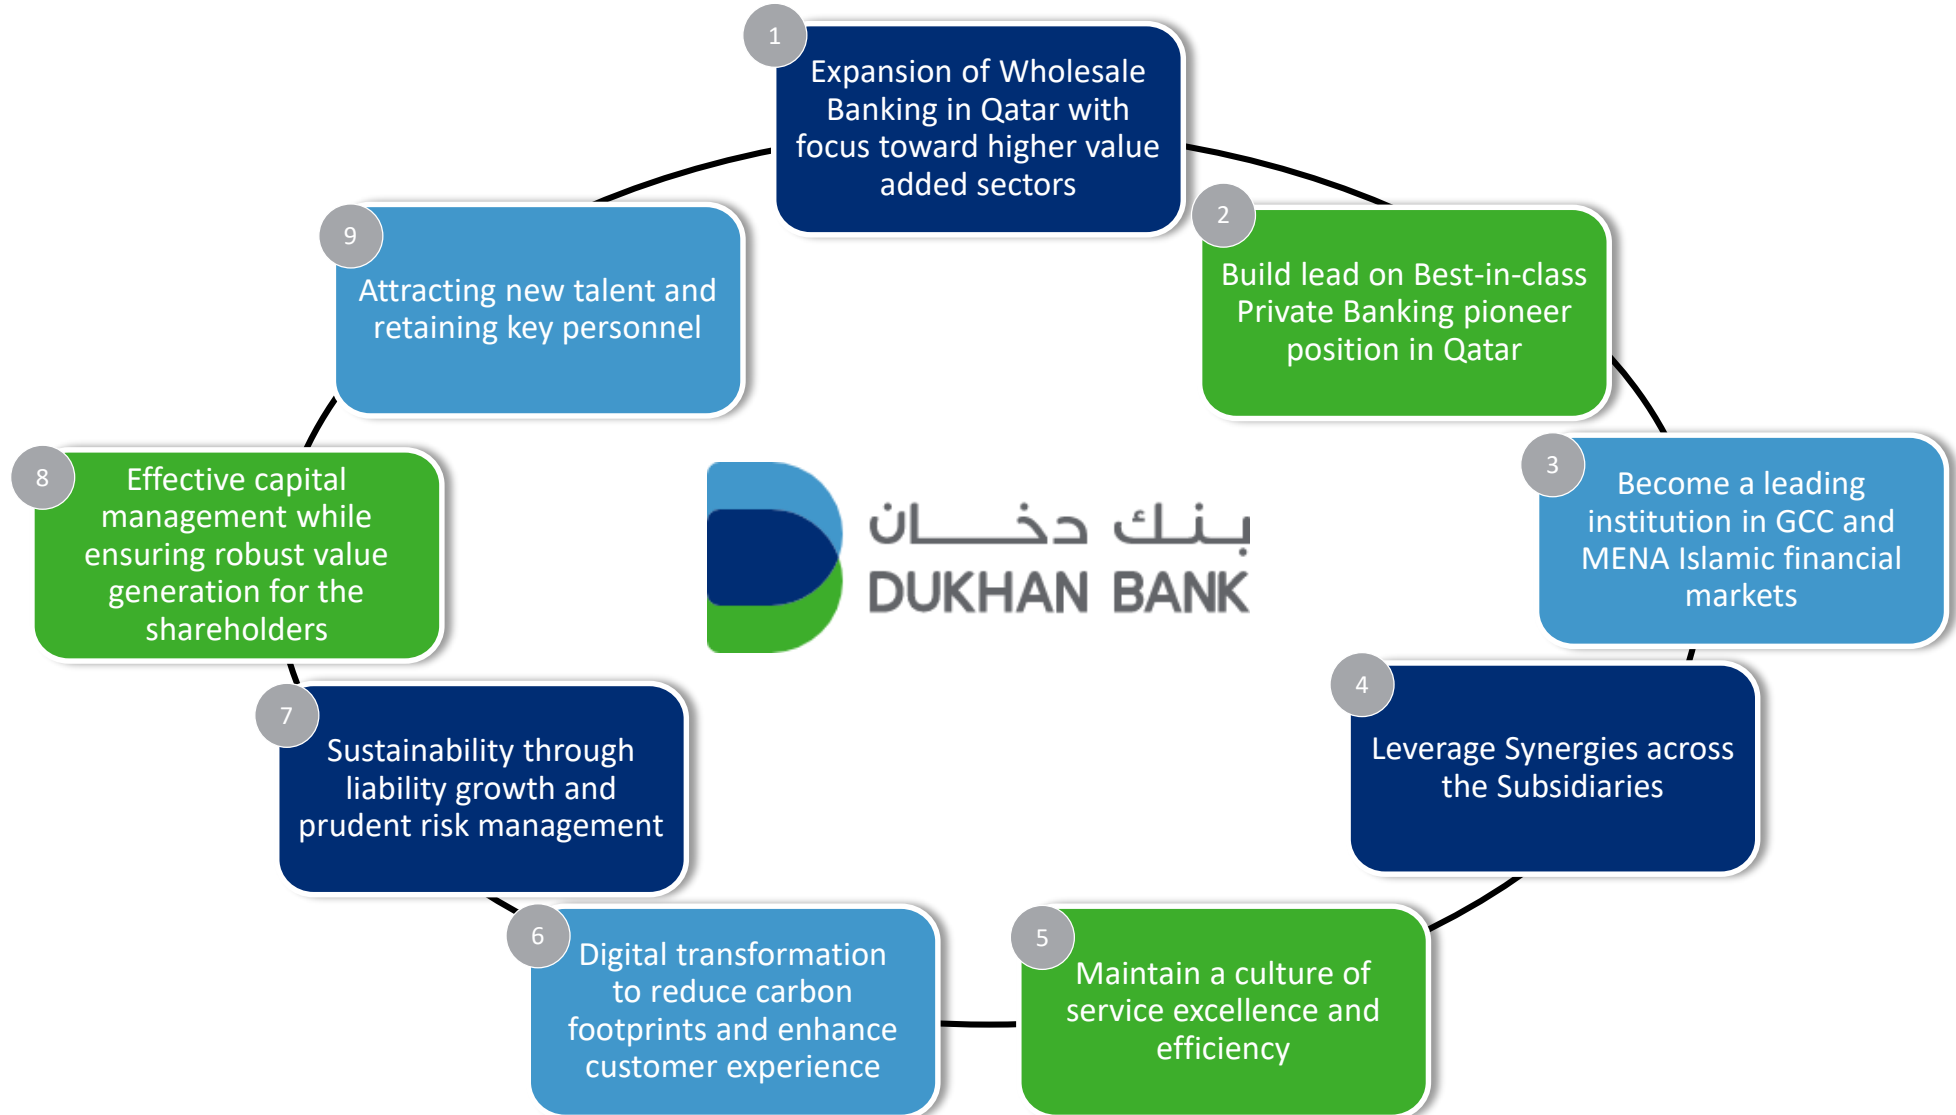 1
Expansion of Wholesale
Banking in Qatar with
focus toward higher value
added sectors
2
Build lead on Best-in-class
Private Banking pioneer
position in Qatar
3
Become a leading
institution in GCC and
MENA Islamic financial
markets
4
Leverage Synergies across
the Subsidiaries
5
Maintain a culture of
service excellence and
efficiency
6
Digital transformation
to reduce carbon
footprints and enhance
customer experience
7
Sustainability through
liability growth and
prudent risk management
8
Effective capital
management while
ensuring robust value
generation for the
shareholders
9
Attracting new talent and
retaining key personnel
بنك دخـــان
DUKHAN BANK